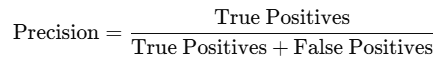 Precision = True Positives / True Positives + False Positives